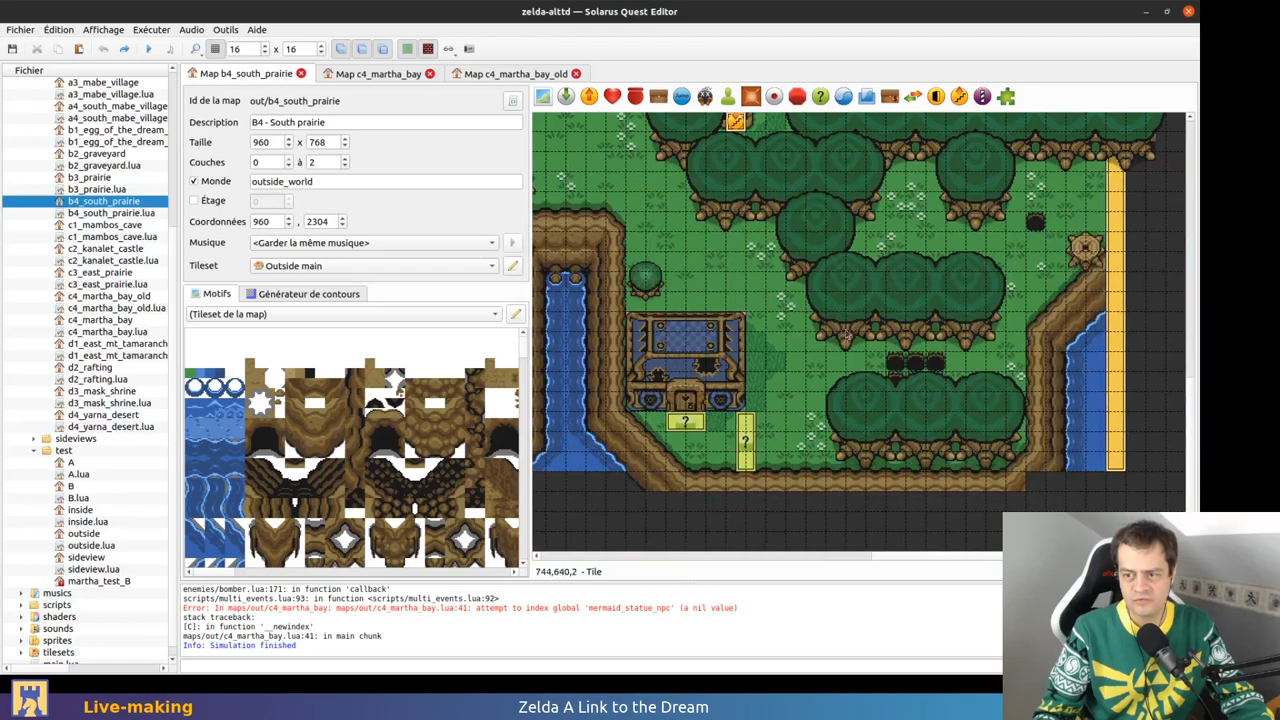 zelda-alttd — Solarus Quest Editor
Fichier Édition Affichage Exécuter Audio Outils Aide
16 x 16
Fichier
a3_mabe_village
a3_mabe_village.lua
a4_south_mabe_village
a4_south_mabe_village
b1_egg_of_the_dream_
b1_egg_of_the_dream_
b2_graveyard
b2_graveyard.lua
b3_prairie
b3_prairie.lua
b4_south_prairie
b4_south_prairie.lua
c1_mambos_cave
c1_mambos_cave.lua
c2_kanalet_castle
c2_kanalet_castle.lua
c3_east_prairie
c3_east_prairie.lua
c4_martha_bay_old
c4_martha_bay_old.lua
c4_martha_bay
c4_martha_bay.lua
d1_east_mt_tamaranch
d1_east_mt_tamaranch
d2_rafting
d2_rafting.lua
d3_mask_shrine
d3_mask_shrine.lua
d4_yarna_desert
d4_yarna_desert.lua
sideviews
test
A
A.lua
B
B.lua
inside
inside.lua
outside
outside.lua
sideview
sideview.lua
martha_test_B
musics
scripts
shaders
sounds
sprites
tilesets
Map b4_south_prairie Map c4_martha_bay Map c4_martha_bay_old
Id de la map out/b4_south_prairie
Description B4 - South prairie
Taille 960 x 768
Couches 0 à 2
Monde outside_world
Étage 0
Coordonnées 960 , 2304
Musique <Garder la même musique>
Tileset Outside main
Motifs Générateur de contours
(Tileset de la map)
? ?
744,640,2 - Tile
enemies/bomber.lua:171: in function 'callback'
scripts/multi_events.lua:93: in function <scripts/multi_events.lua:92>
Error: In maps/out/c4_martha_bay: maps/out/c4_martha_bay.lua:41: attempt to index global 'mermaid_statue_npc' (a nil value)
stack traceback:
[C]: in function '__newindex'
maps/out/c4_martha_bay.lua:41: in main chunk
Info: Simulation finished
Live-making
Zelda A Link to the Dream